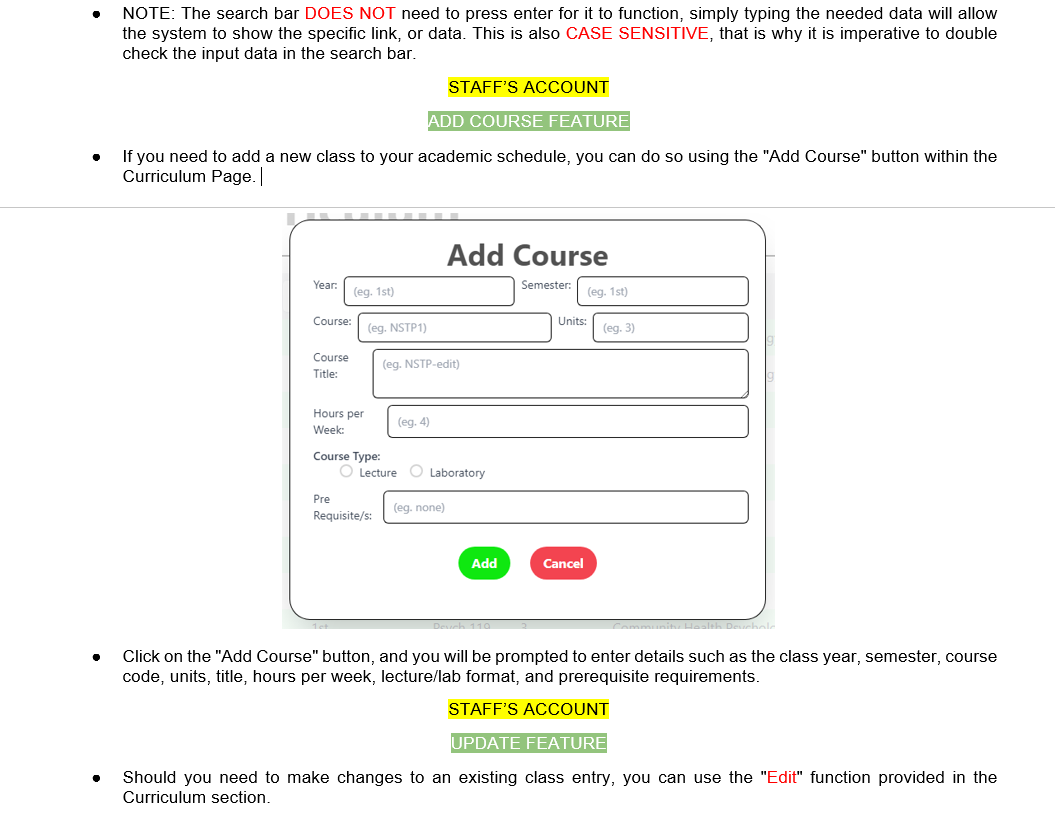 ● NOTE: The search bar DOES NOT need to press enter for it to function, simply typing the needed data will allow
the system to show the specific link, or data. This is also CASE SENSITIVE, that is why it is imperative to double
check the input data in the search bar.
STAFF'S ACCOUNT
ADD COURSE FEATURE
● If you need to add a new class to your academic schedule, you can do so using the "Add Course" button within the
Curriculum Page.
Add Course
Year: (eg. 1st) Semester: (eg. 1st)
Course: (eg. NSTP1) Units: (eg. 3)
Course
Title: (eg. NSTP-edit)
Hours per
Week: (eg. 4)
Course Type:
Lecture Laboratory
Pre
Requisite/s: (eg. none)
Add Cancel
1st Psych 119 3 Community Health Psycholo
● Click on the "Add Course" button, and you will be prompted to enter details such as the class year, semester, course
code, units, title, hours per week, lecture/lab format, and prerequisite requirements.
STAFF'S ACCOUNT
UPDATE FEATURE
● Should you need to make changes to an existing class entry, you can use the "Edit" function provided in the
Curriculum section.